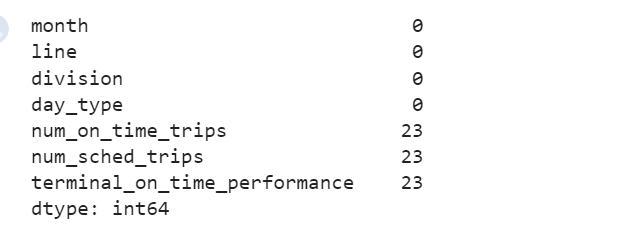 month 0
line 0
division 0
day_type 0
num_on_time_trips 23
num_sched_trips 23
terminal_on_time_performance 23
dtype: int64